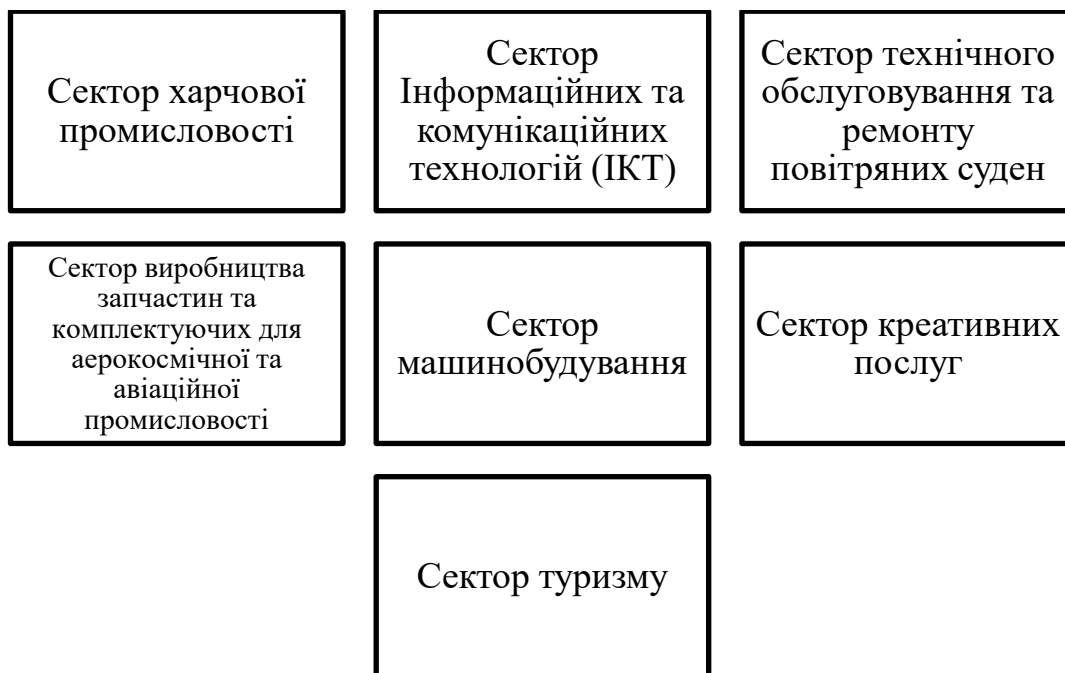 Сектор харчової
промисловості
Сектор
Інформаційних та
комунікаційних
технологій (ІКТ)
Сектор технічного
обслуговування та
ремонту
повітряних суден
Сектор виробництва
запчастин та
комплектуючих для
аерокосмічної та
авіаційної
промисловості
Сектор
машинобудування
Сектор креативних
послуг
Сектор туризму